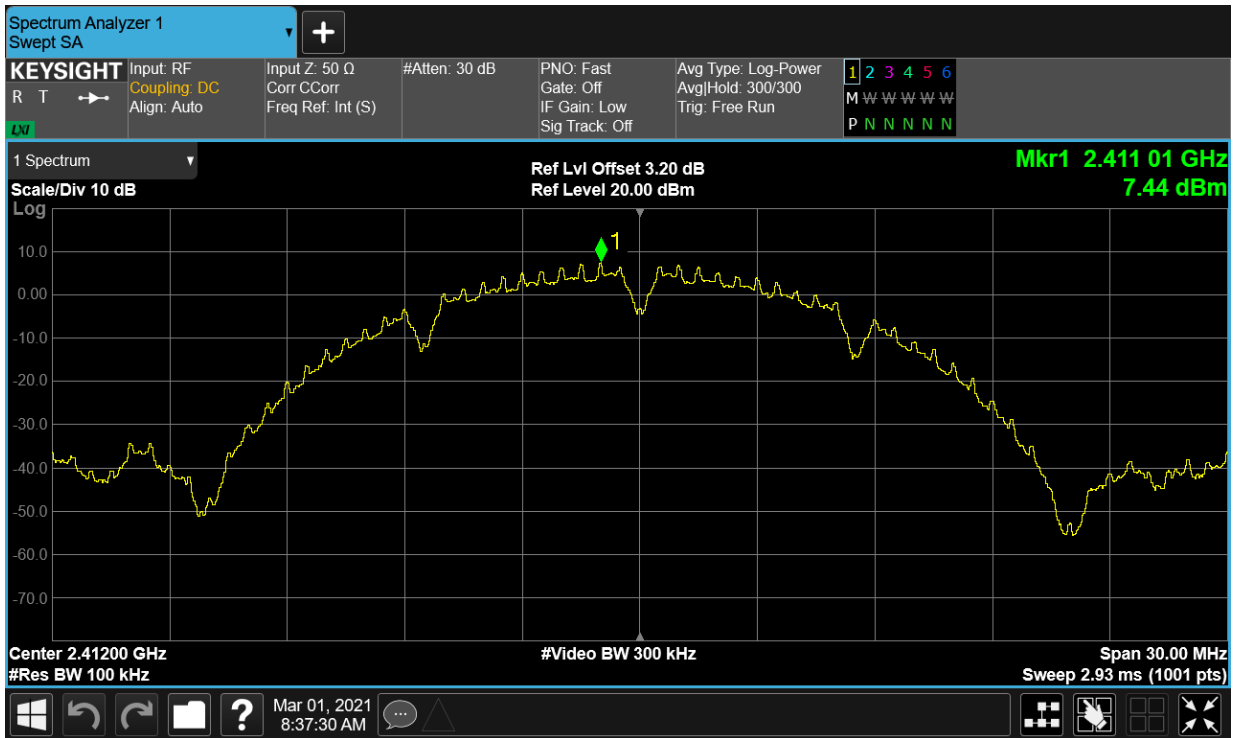 Spectrum Analyzer 1
Swept SA
+
KEYSIGHT
R T
LXI
Input: RF
Coupling: DC
Align: Auto
Input Z: 50 Ω
Corr CCorr
Freq Ref: Int (S)
#Atten: 30 dB
PNO: Fast
Gate: Off
IF Gain: Low
Sig Track: Off
Avg Type: Log-Power
Avg|Hold: 300/300
Trig: Free Run
1 2 3 4 5 6
M W W W W W
P N N N N N N
1 Spectrum
Scale/Div 10 dB
Log
Ref Lvl Offset 3.20 dB
Ref Level 20.00 dBm
Mkr1 2.411 01 GHz
7.44 dBm
1
10.0
0.00
-10.0
-20.0
-30.0
-40.0
-50.0
-60.0
-70.0
Center 2.41200 GHz
#Res BW 100 kHz
#Video BW 300 kHz
Span 30.00 MHz
Sweep 2.93 ms (1001 pts)
?
Mar 01, 2021
8:37:30 AM